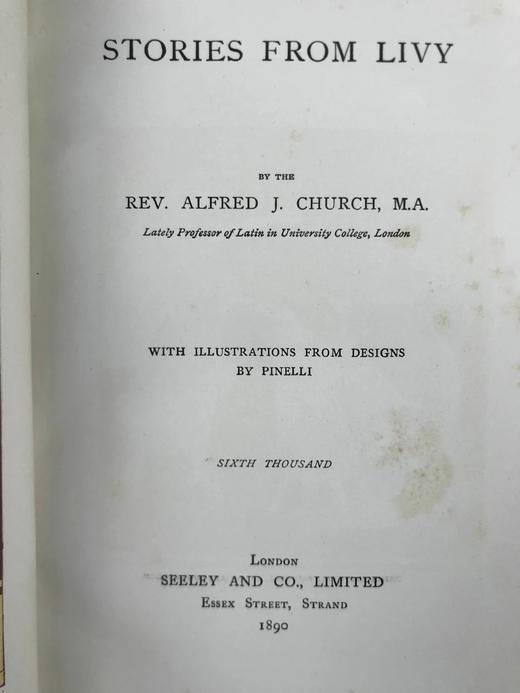 STORIES FROM LIVY
BY THE
REV. ALFRED J. CHURCH, M.A.
Lately Professor of Latin in University College, London
WITH ILLUSTRATIONS FROM DESIGNS
BY PINELLI
SIXTH THOUSAND
LONDON
SEELEY AND CO., LIMITED
ESSEX STREET, STRAND
1890